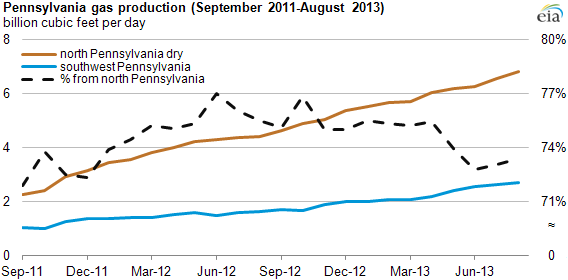 Pennsylvania gas production (September 2011-August 2013)
billion cubic feet per day
eia
8
80%
north Pennsylvania dry
southwest Pennsylvania
% from north Pennsylvania
6
77%
4
74%
2
71%
≈
0
0
Sep-11
Dec-11
Mar-12
Jun-12
Sep-12
Dec-12
Mar-13
Jun-13